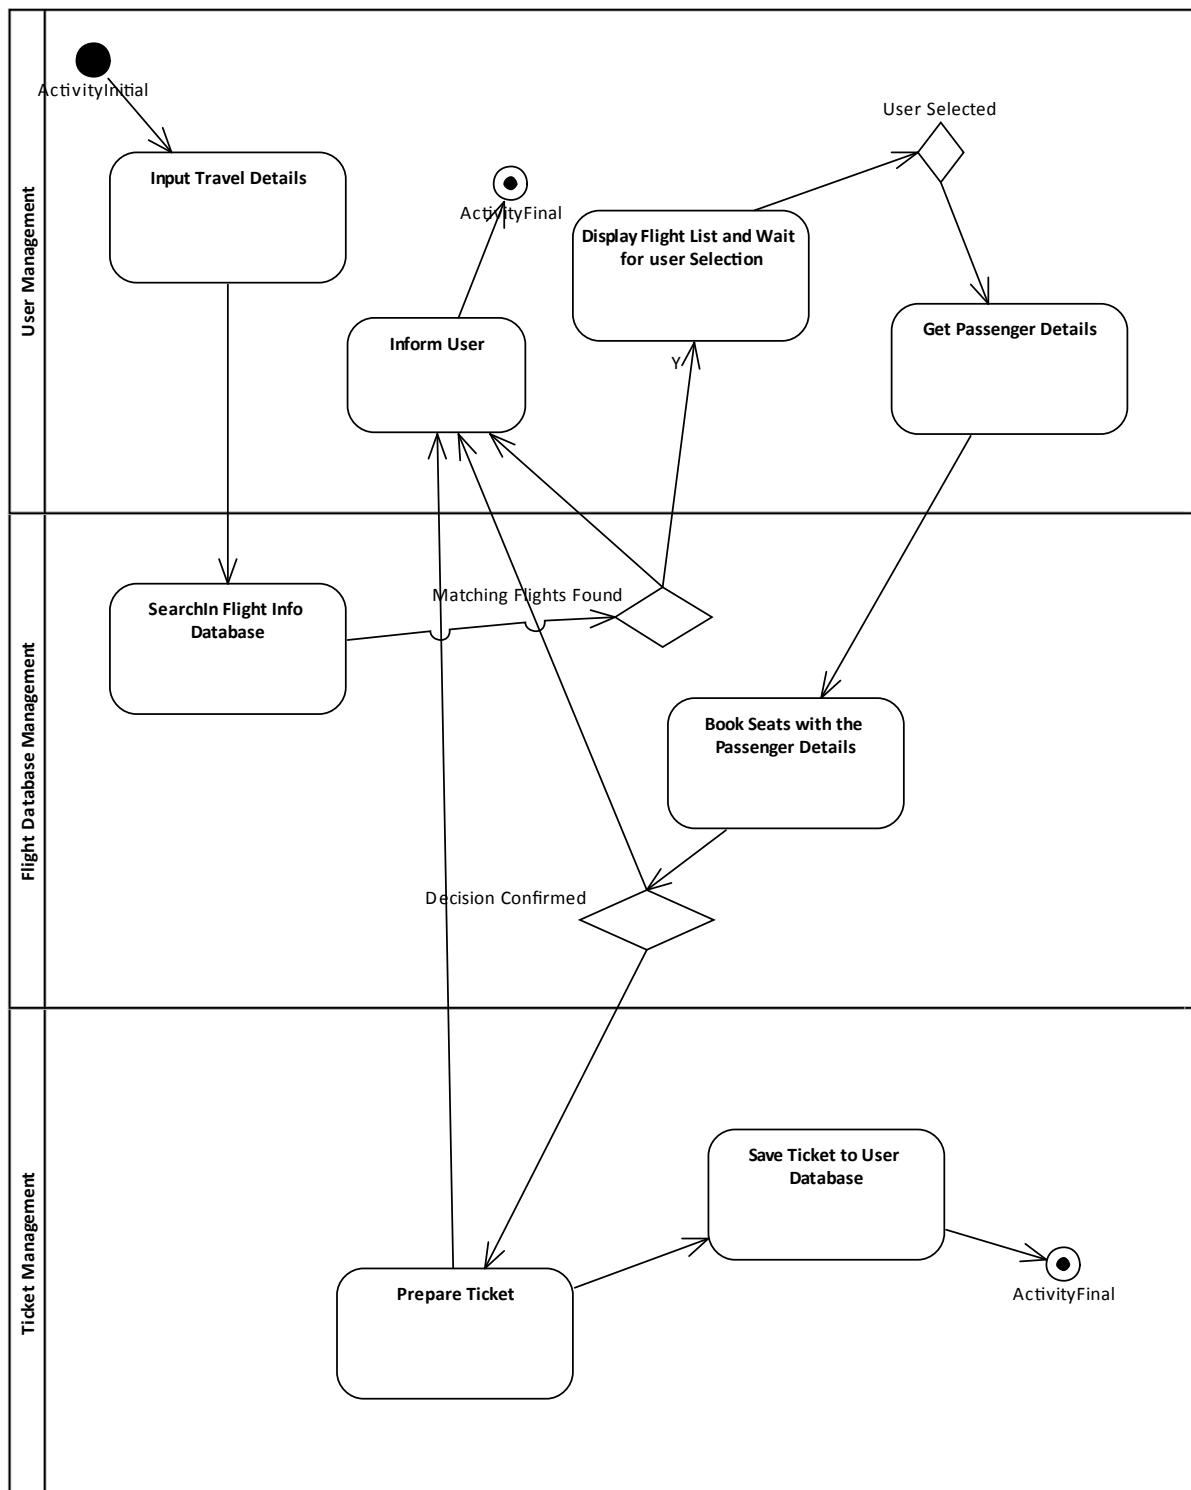 User Management
ActivityInitial
Input Travel Details
ActivityFinal
Inform User
Display Flight List and Wait
for user Selection
Y
User Selected
Get Passenger Details
Flight Database Management
SearchIn Flight Info
Database
Matching Flights Found
Book Seats with the
Passenger Details
Decision Confirmed
Ticket Management
Prepare Ticket
Save Ticket to User
Database
ActivityFinal